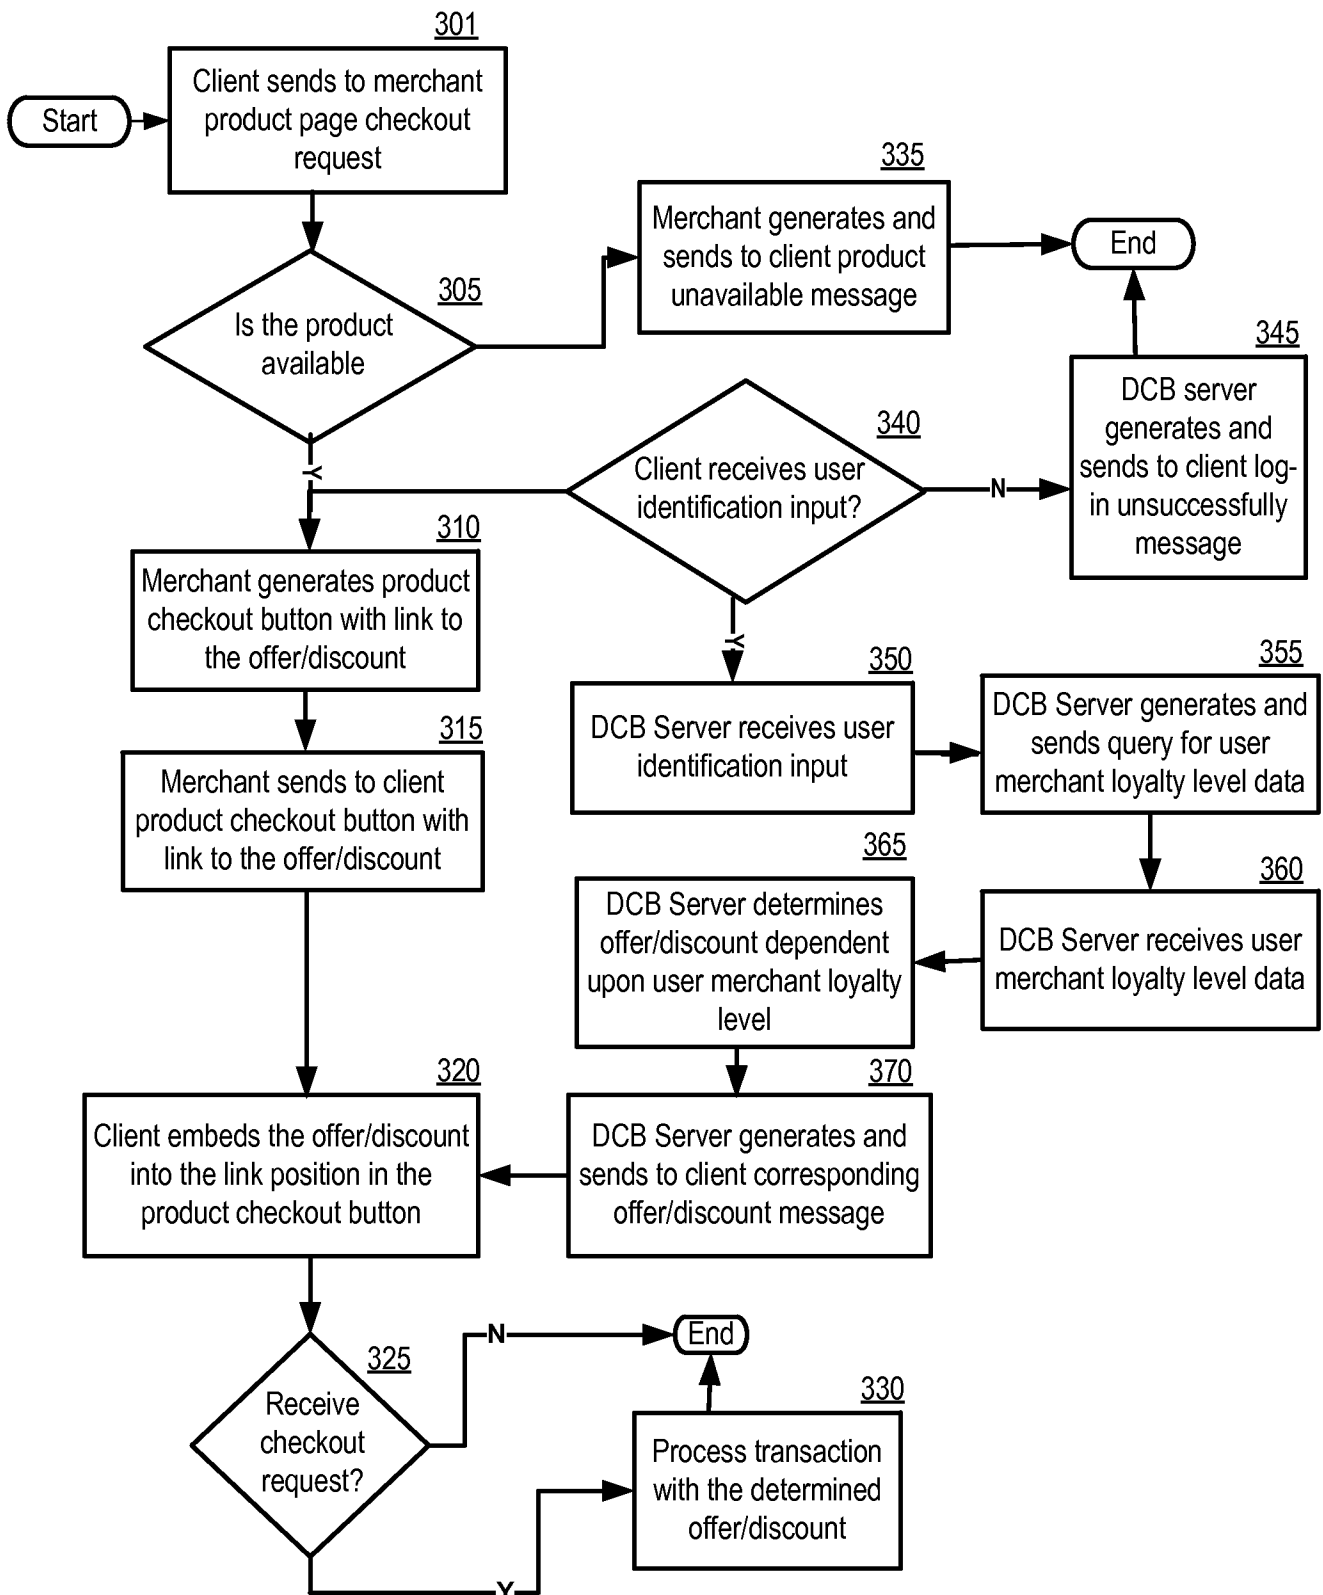 301
Start
Client sends to merchant
product page checkout
request
305
Is the product
available
Y
335
Merchant generates and
sends to client product
unavailable message
End
340
Client receives user
identification input?
N
Y
345
DCB server
generates and
sends to client log-
in unsuccessfully
message
310
Merchant generates product
checkout button with link to
the offer/discount
315
Merchant sends to client
product checkout button with
link to the offer/discount
350
DCB Server receives user
identification input
355
DCB Server generates and
sends query for user
merchant loyalty level data
360
DCB Server receives user
merchant loyalty level data
365
DCB Server determines
offer/discount dependent
upon user merchant loyalty
level
370
DCB Server generates and
sends to client corresponding
offer/discount message
320
Client embeds the offer/discount
into the link position in the
product checkout button
325
Receive
checkout
request?
N
End
Y
330
Process transaction
with the determined
offer/discount